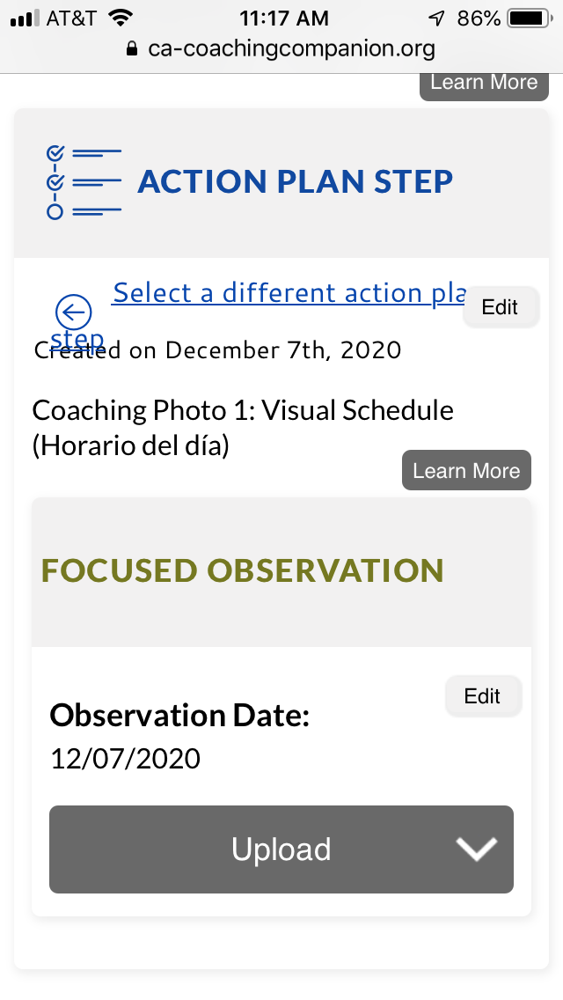 AT&T 11:17 AM 86%
ca-coachingcompanion.org
Learn More
ACTION PLAN STEP
Select a different action pla
step
Edit
Created on December 7th, 2020
Coaching Photo 1: Visual Schedule
(Horario del día)
Learn More
FOCUSED OBSERVATION
Edit
Observation Date:
12/07/2020
Upload